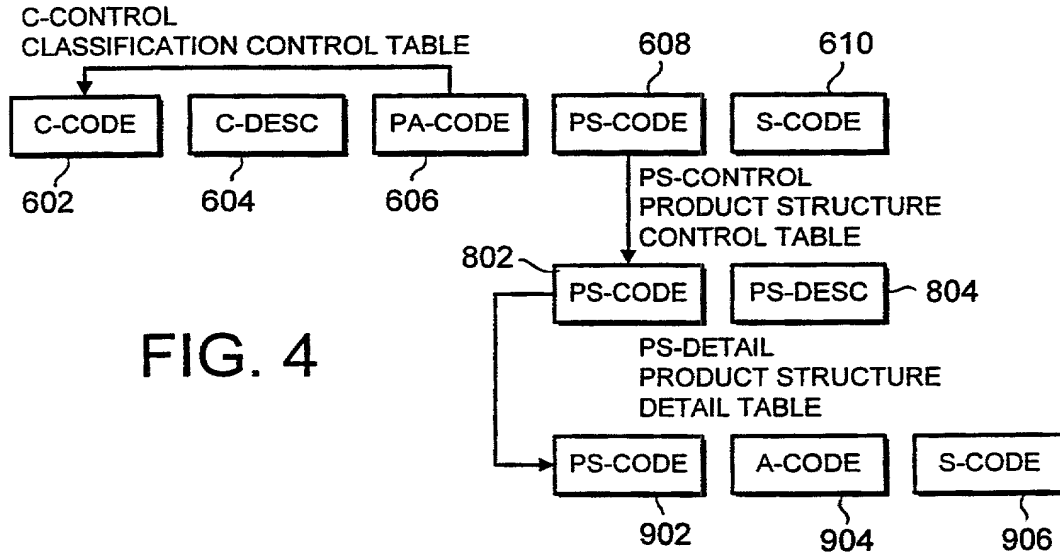 C-CONTROL
CLASSIFICATION CONTROL TABLE
608
610
C-CODE
C-DESC
PA-CODE
PS-CODE
S-CODE
602
604
606
PS-CONTROL
PRODUCT STRUCTURE
CONTROL TABLE
802
PS-CODE
PS-DESC
804
FIG. 4
PS-DETAIL
PRODUCT STRUCTURE
DETAIL TABLE
PS-CODE
A-CODE
S-CODE
902
904
906